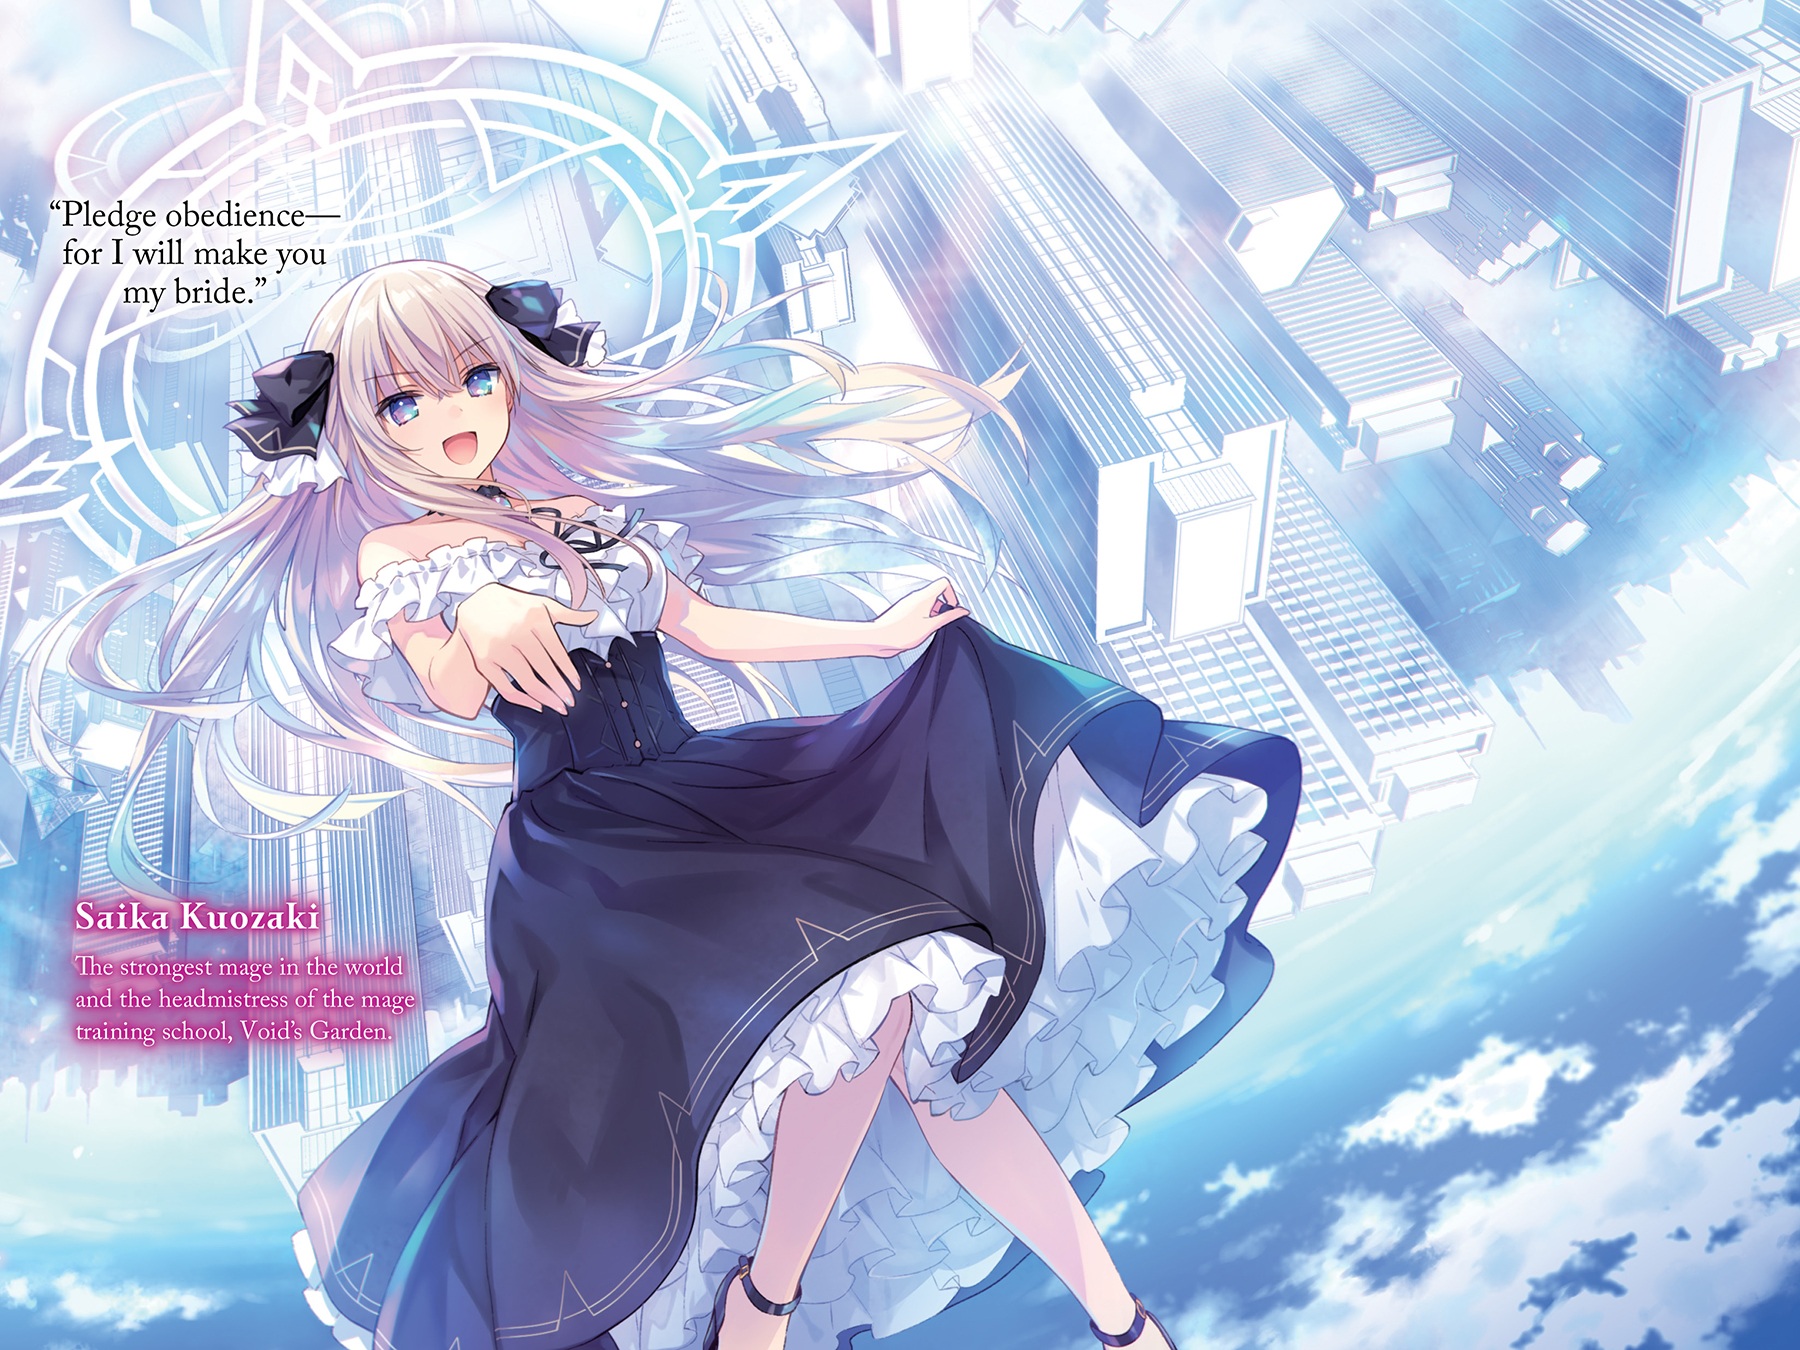 “Pledge obedience—
for I will make you
my bride.”
Saika Kuozaki
The strongest mage in the world
and the headmistress of the mage
training school, Void’s Garden.